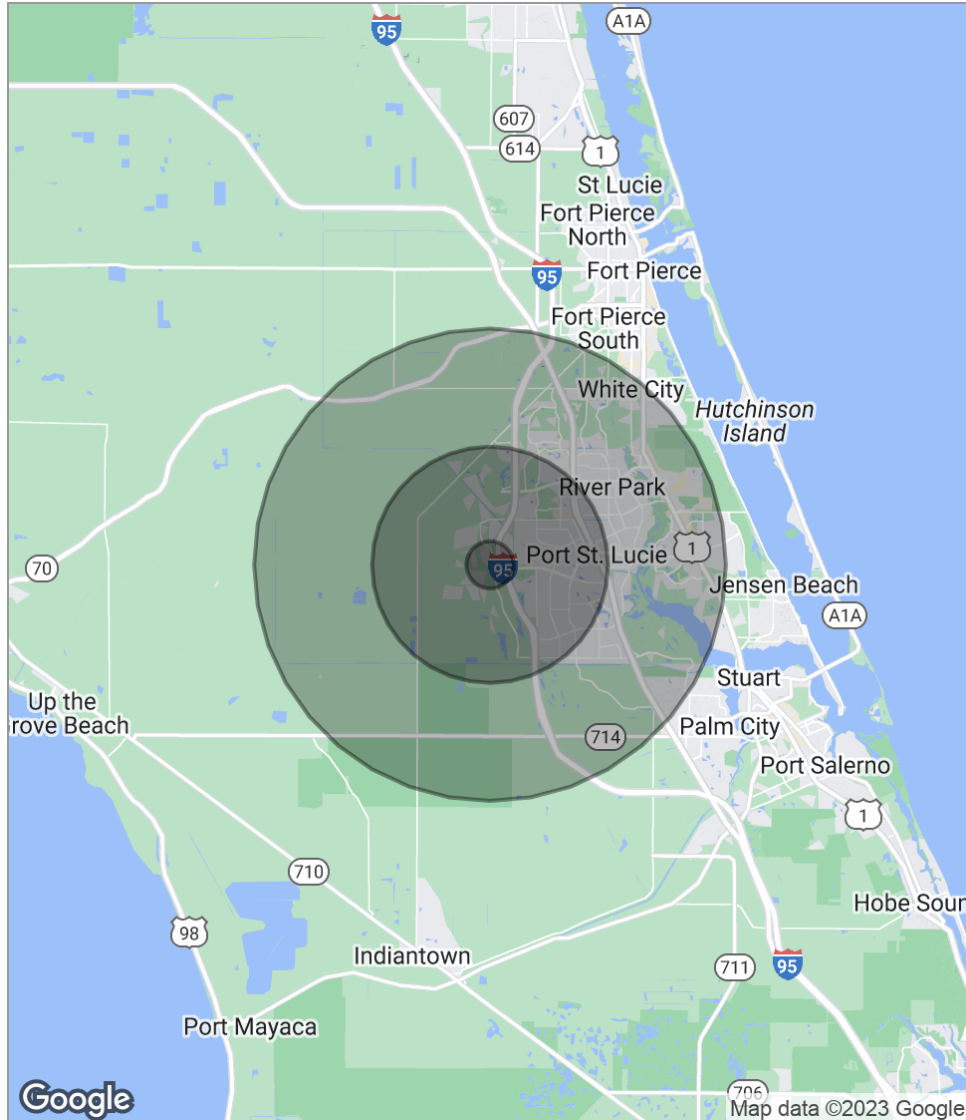 A1A
95
607
614
1
St Lucie
Fort Pierce
North
95
Fort Pierce
Fort Pierce
South
White City
Hutchinson
Island
River Park
Port St. Lucie
1
95
70
Jensen Beach
A1A
Stuart
Up the
Grove Beach
Palm City
714
Port Salerno
1
710
Hobe Soun
98
Indiantown
711
95
Port Mayaca
706
Google
Map data ©2023 Google